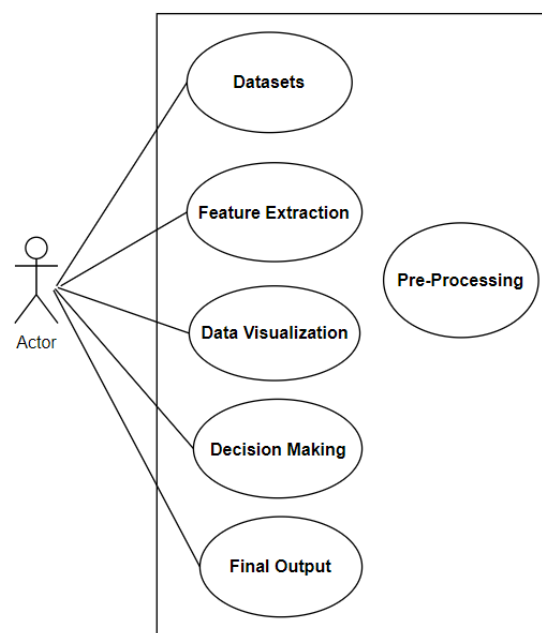 Datasets
Feature Extraction
Pre-Processing
Data Visualization
Actor
Decision Making
Final Output